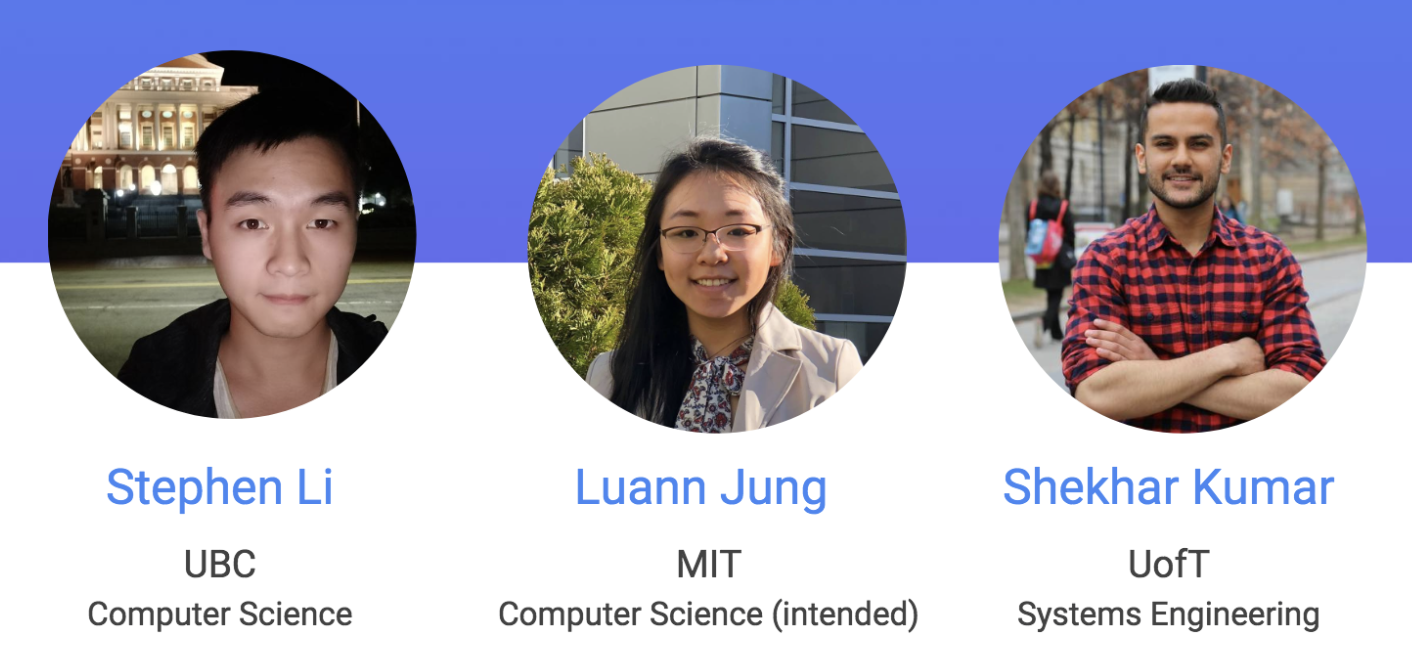 Stephen Li
UBC
Computer Science
Luann Jung
MIT
Computer Science (intended)
Shekhar Kumar
UofT
Systems Engineering